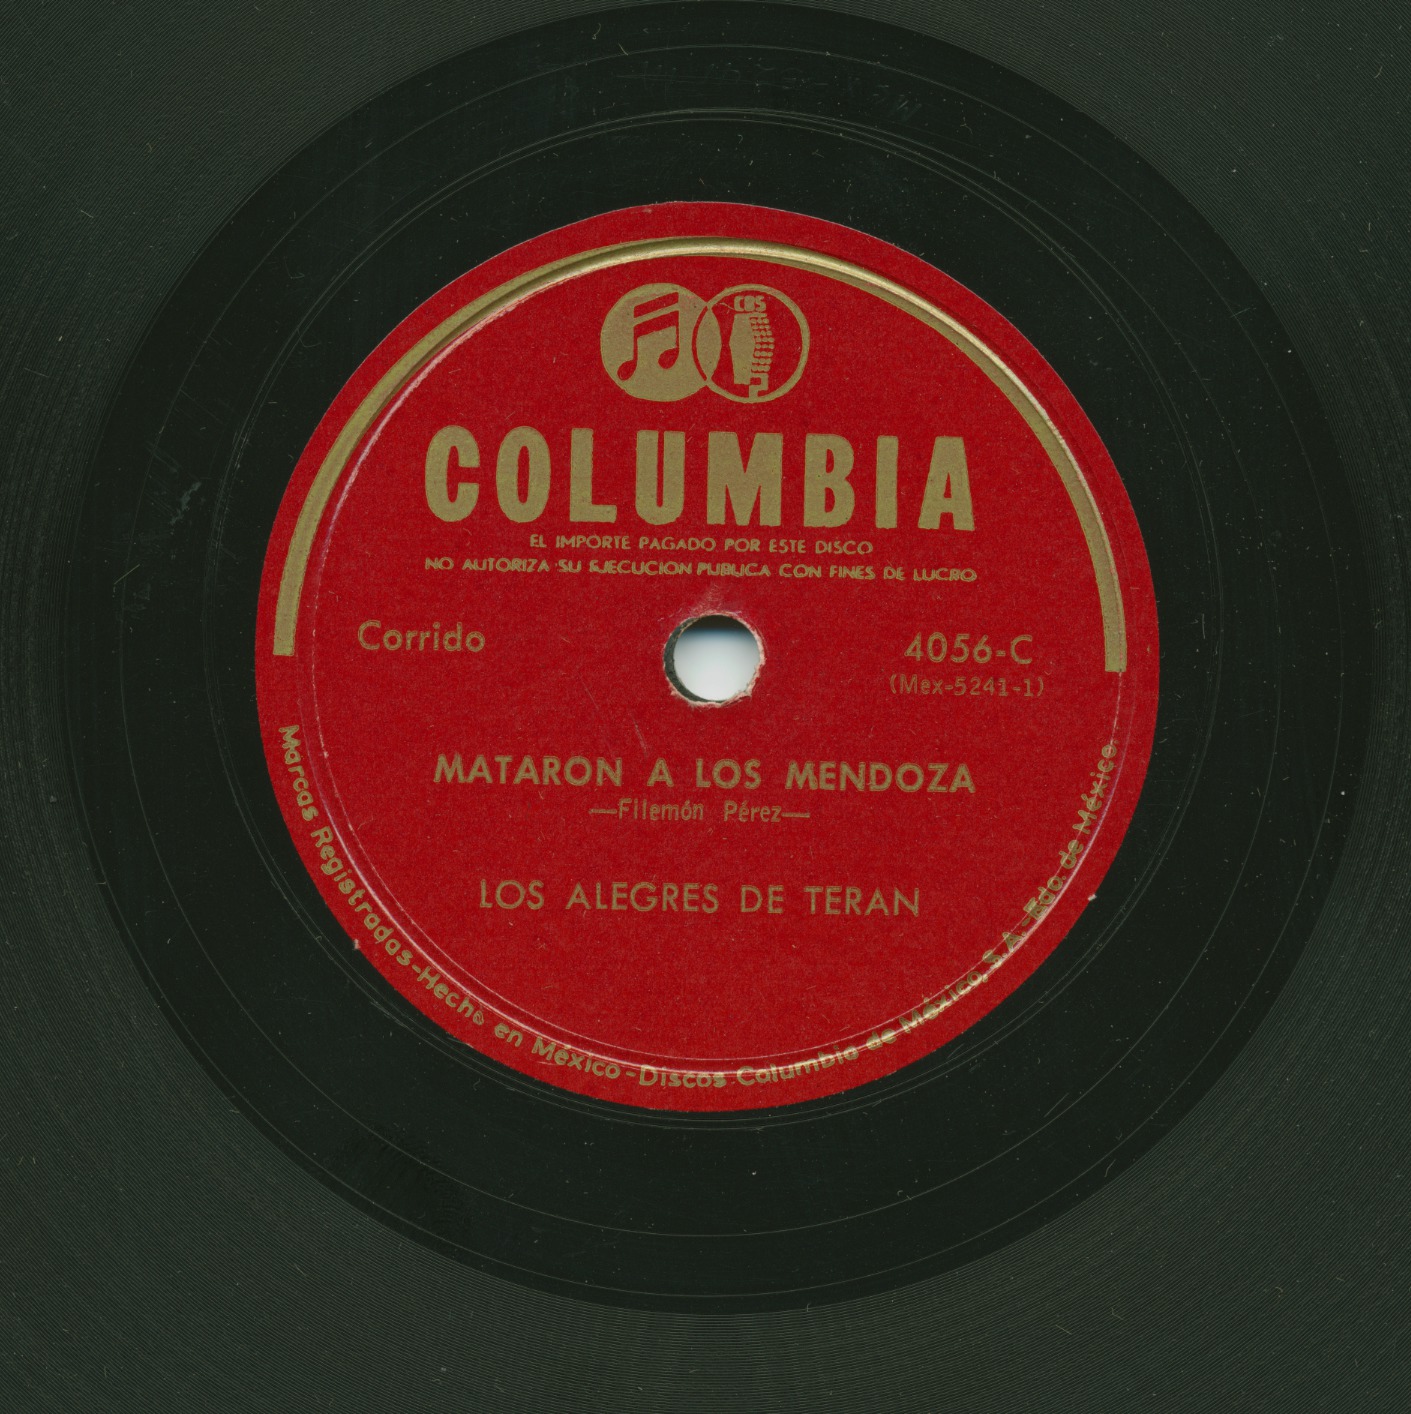 CBS
COLUMBIA
EL IMPORTE PAGADO POR ESTE DISCO
NO AUTORIZA SU EJECUCION PUBLICA CON FINES DE LUCRO
Corrido
4056-C
(Mex-5241-1)
MATARON A LOS MENDOZA
—Filemón Pérez—
LOS ALEGRES DE TERAN
Marcas Registradas-Hecho en México-Discos Columbia de México, S. A. Edo. de México.